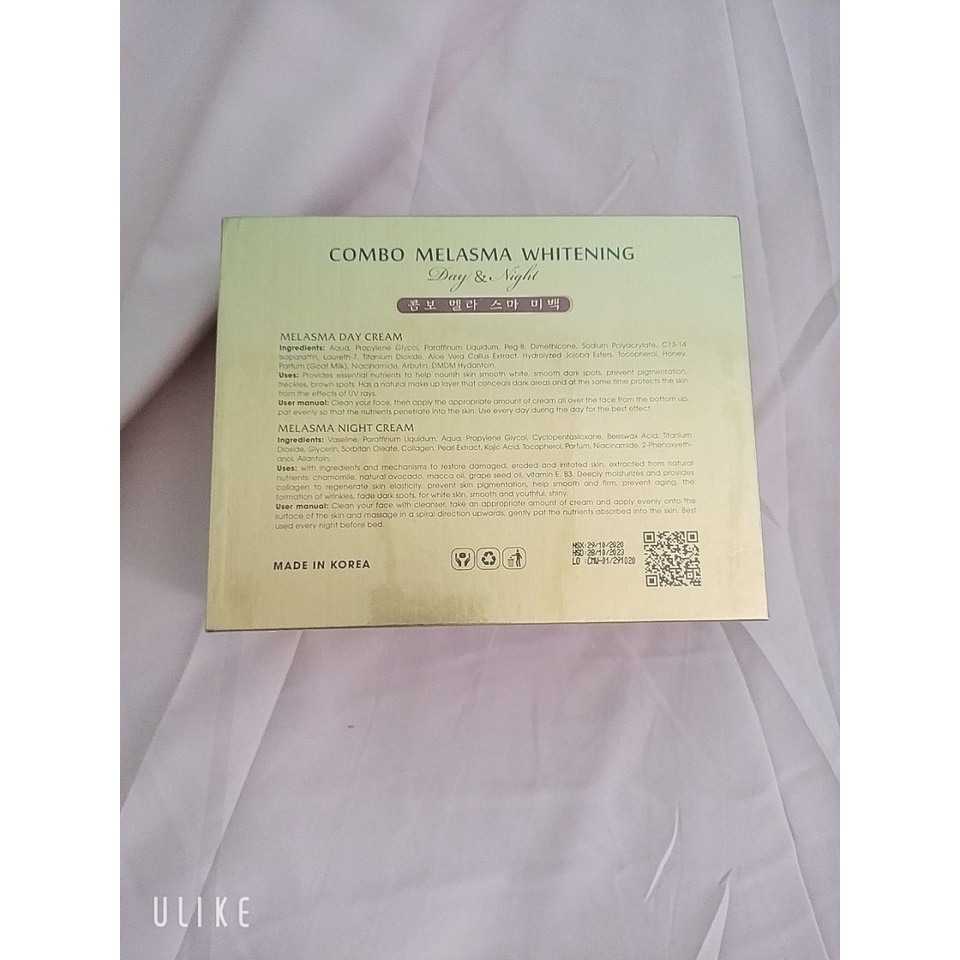 COMBO MELASMA WHITENING
Day & Night
콤보 멜라 스마 미백
MELASMA DAY CREAM
Ingredients: Aqua, Propylene Glycol, Paraffinum Liquidum, Peg-8, Dimethicone, Sodium Polyacrylate, C13-14
Isoparaffin, Laureth-7, Titanium Dioxide, Aloe Vera Callus Extract, Hydrolyzed Jojoba Esters, Tocopherol, Honey,
Parfum (Goat Milk), Niacinamide, Arbutin, DMDM Hydantoin.
Uses: Provides essential nutrients to help nourish skin smooth white, smooth dark spots, prevent pigmentation,
freckles, brown spots. Has a natural make up layer that conceals dark areas and at the same time protects the skin
from the effects of UV rays.
User manual: Clean your face, then apply the appropriate amount of cream all over the face from the bottom up,
pat evenly so that the nutrients penetrate into the skin. Use every day during the day for the best effect
MELASMA NIGHT CREAM
Ingredients: Vaseline, Paraffinum Liquidum, Aqua, Propylene Glycol, Cyclopentasiloxane, Beeswax Acid, Titanium
Dioxide, Glycerin, Sorbitan Oleate, Collagen, Pearl Extract, Kojic Acid, Tocopherol, Parfum, Niacinamide, 2-Phenoxyeth-
anol, Allantoin.
Uses: with ingredients and mechanisms to restore damaged, eroded and irritated skin, extracted from natural
nutrients, chamomile, natural avocado, macca oil, grape seed oil, vitamin E, B3. Deeply moisturizes and provides
collagen to regenerate skin elasticity, prevent skin pigmentation, help smooth and firm, prevent aging, the
formation of wrinkles, fade dark spots, for white skin, smooth and youthful, shiny.
User manual: Clean your face with cleanser, take an appropriate amount of cream and apply evenly onto the
surface of the skin and massage in a spiral direction upwards, gently pat the nutrients absorbed into the skin. Best
used every night before bed.
MADE IN KOREA
NSX:29/10/2020
HSD:28/10/2023
LO :CMW-01/291020
ULIKE